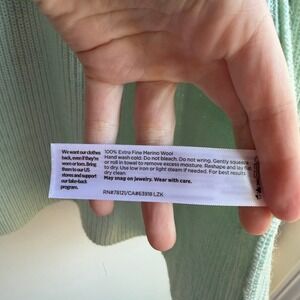 We want our clothes
back, even if they're
worn or torn. Bring
them to our US
stores and support
our take-back
program.
100% Extra Fine Merino Wool
Hand wash cold. Do not bleach. Do not wring. Gently squeeze
or roll in towel to remove excess moisture. Reshape and lay flat
to dry. Use low iron or light steam if needed. For best results
dry clean
May snag on jewelry. Wear with care.
RN#78121/CA#63918 LZK